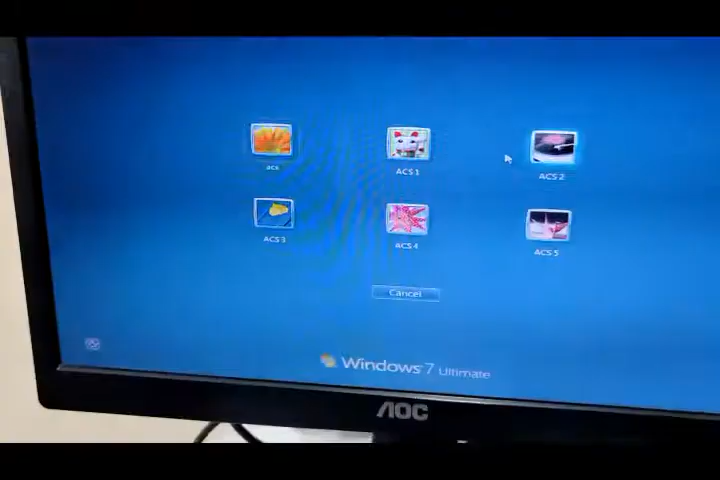 acs
ACS 1
ACS 2
ACS 3
ACS 4
ACS 5
Cancel
Windows 7 Ultimate
AOC